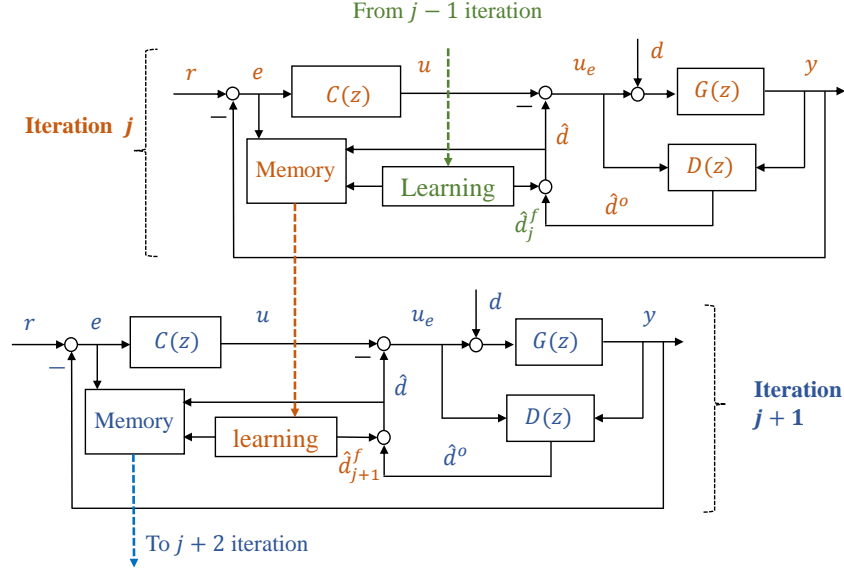 From j − 1 iteration
r e C(z) u u_e d G(z) y
−
−
Iteration j
Memory
d̂
D(z)
Learning
d̂_j^f
d̂^o
r e C(z) u u_e d G(z) y
−
−
Memory
d̂
D(z)
Iteration
j + 1
learning
d̂_{j+1}^f
d̂^o
To j + 2 iteration